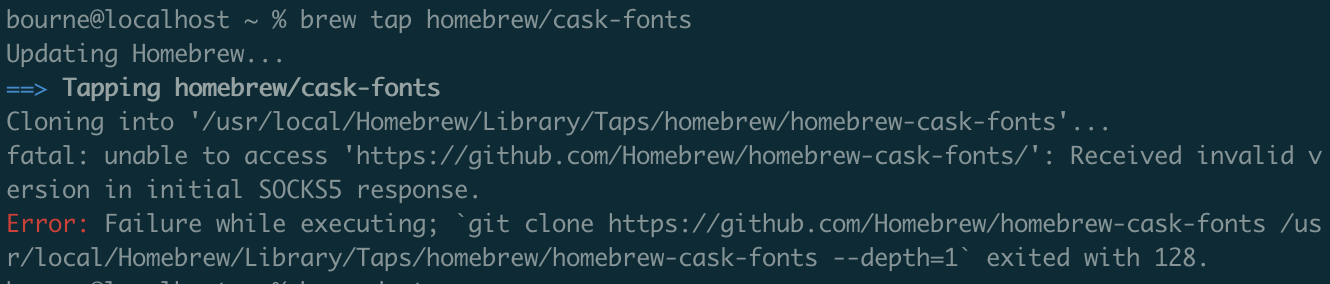 bourne@localhost ~ % brew tap homebrew/cask-fonts
Updating Homebrew...
==> Tapping homebrew/cask-fonts
Cloning into '/usr/local/Homebrew/Library/Taps/homebrew/homebrew-cask-fonts'...
fatal: unable to access 'https://github.com/Homebrew/homebrew-cask-fonts/': Received invalid v
ersion in initial SOCKS5 response.
Error: Failure while executing; `git clone https://github.com/Homebrew/homebrew-cask-fonts /us
r/local/Homebrew/Library/Taps/homebrew/homebrew-cask-fonts --depth=1` exited with 128.